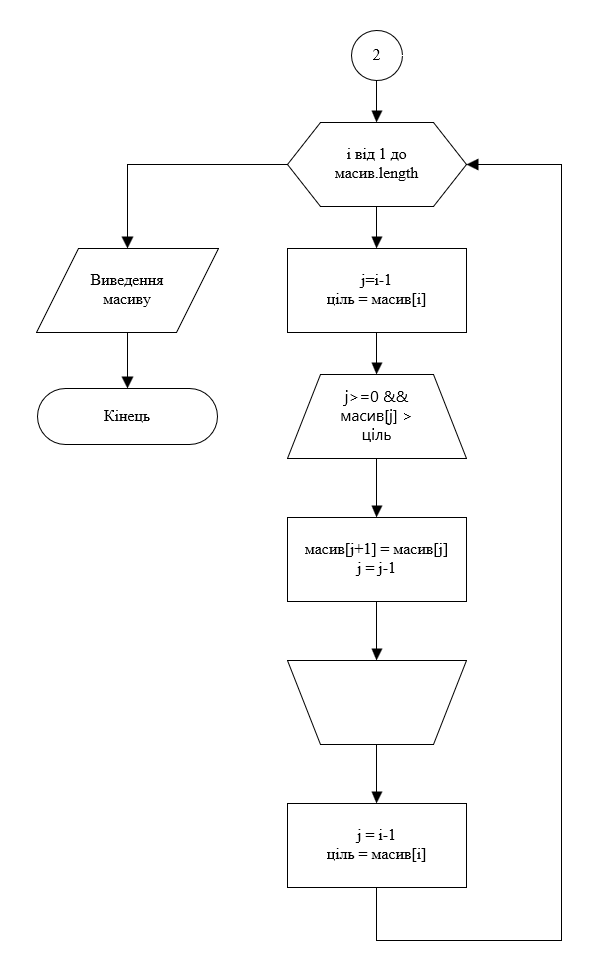 2
і від 1 до
масив.length
Виведення
масиву
Кінець
j=i-1
ціль = масив[i]
j>=0 &&
масив[j] >
ціль
масив[j+1] = масив[j]
j = j-1
j = i-1
ціль = масив[i]